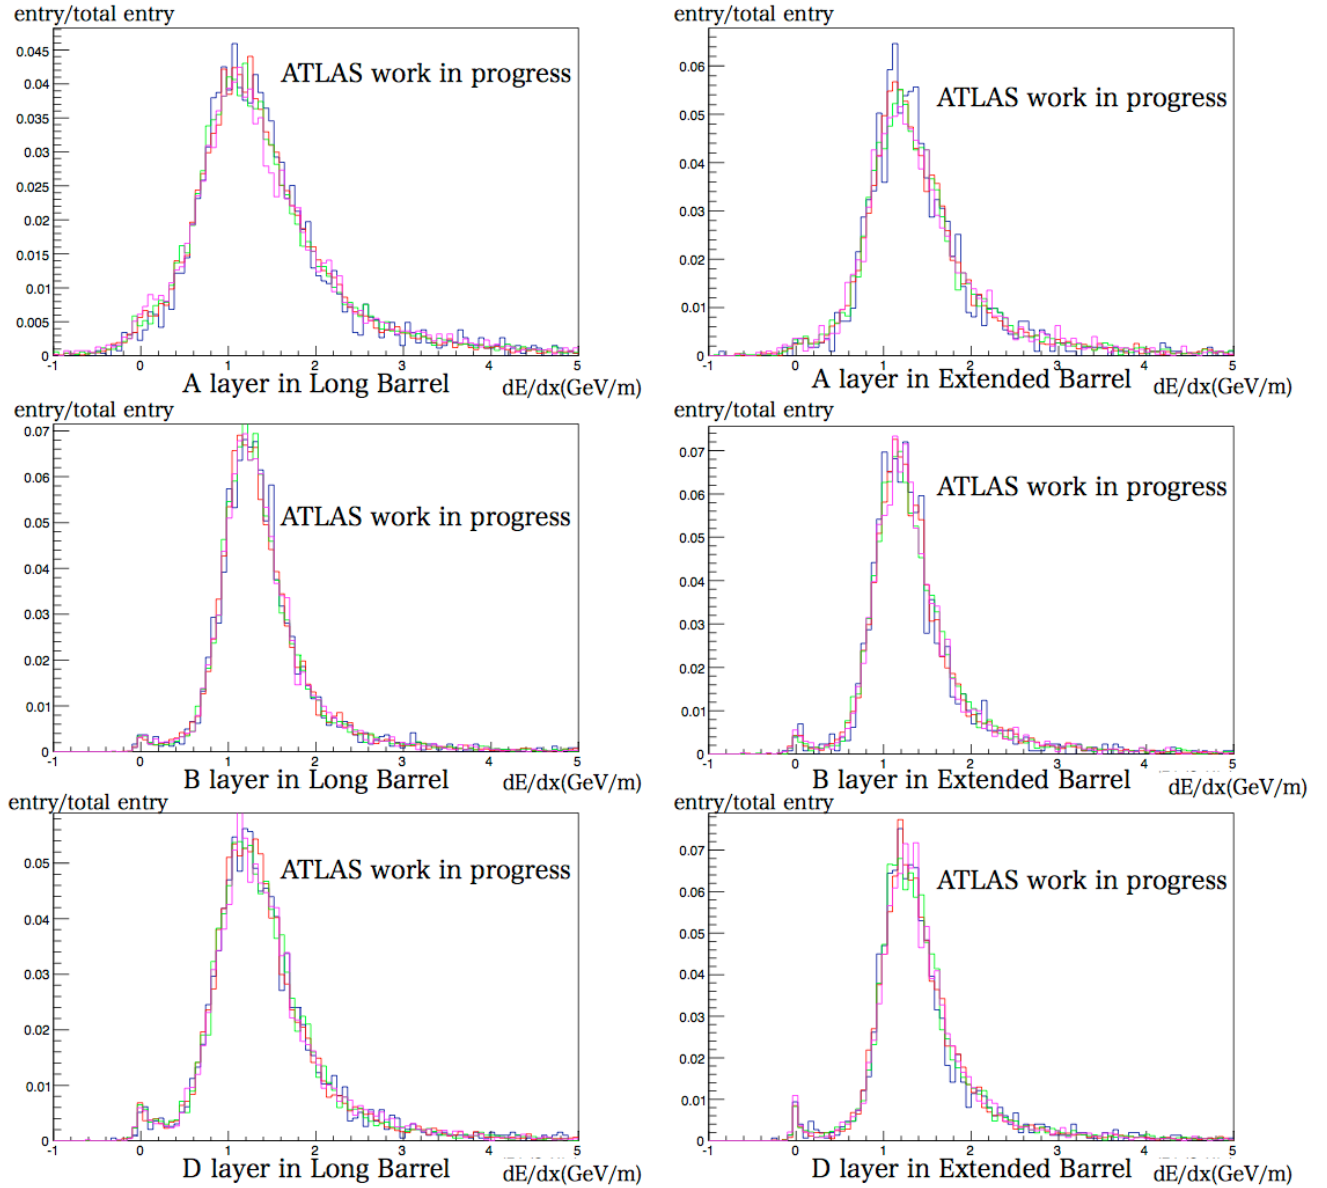 entry/total entry
0.045
0.04
0.035
0.03
0.025
0.02
0.015
0.01
0.005
0
ATLAS work in progress
-1 0 1 2 3 4 5
A layer in Long Barrel dE/dx(GeV/m)
entry/total entry
0.06
0.05
0.04
0.03
0.02
0.01
0
ATLAS work in progress
-1 0 1 2 3 4 5
A layer in Extended Barrel dE/dx(GeV/m)
entry/total entry
0.07
0.06
0.05
0.04
0.03
0.02
0.01
0
ATLAS work in progress
-1 0 1 2 3 4 5
B layer in Long Barrel dE/dx(GeV/m)
entry/total entry
0.07
0.06
0.05
0.04
0.03
0.02
0.01
0
ATLAS work in progress
-1 0 1 2 3 4 5
B layer in Extended Barrel dE/dx(GeV/m)
entry/total entry
0.05
0.04
0.03
0.02
0.01
0
ATLAS work in progress
-1 0 1 2 3 4 5
D layer in Long Barrel dE/dx(GeV/m)
entry/total entry
0.07
0.06
0.05
0.04
0.03
0.02
0.01
0
ATLAS work in progress
-1 0 1 2 3 4 5
D layer in Extended Barrel dE/dx(GeV/m)